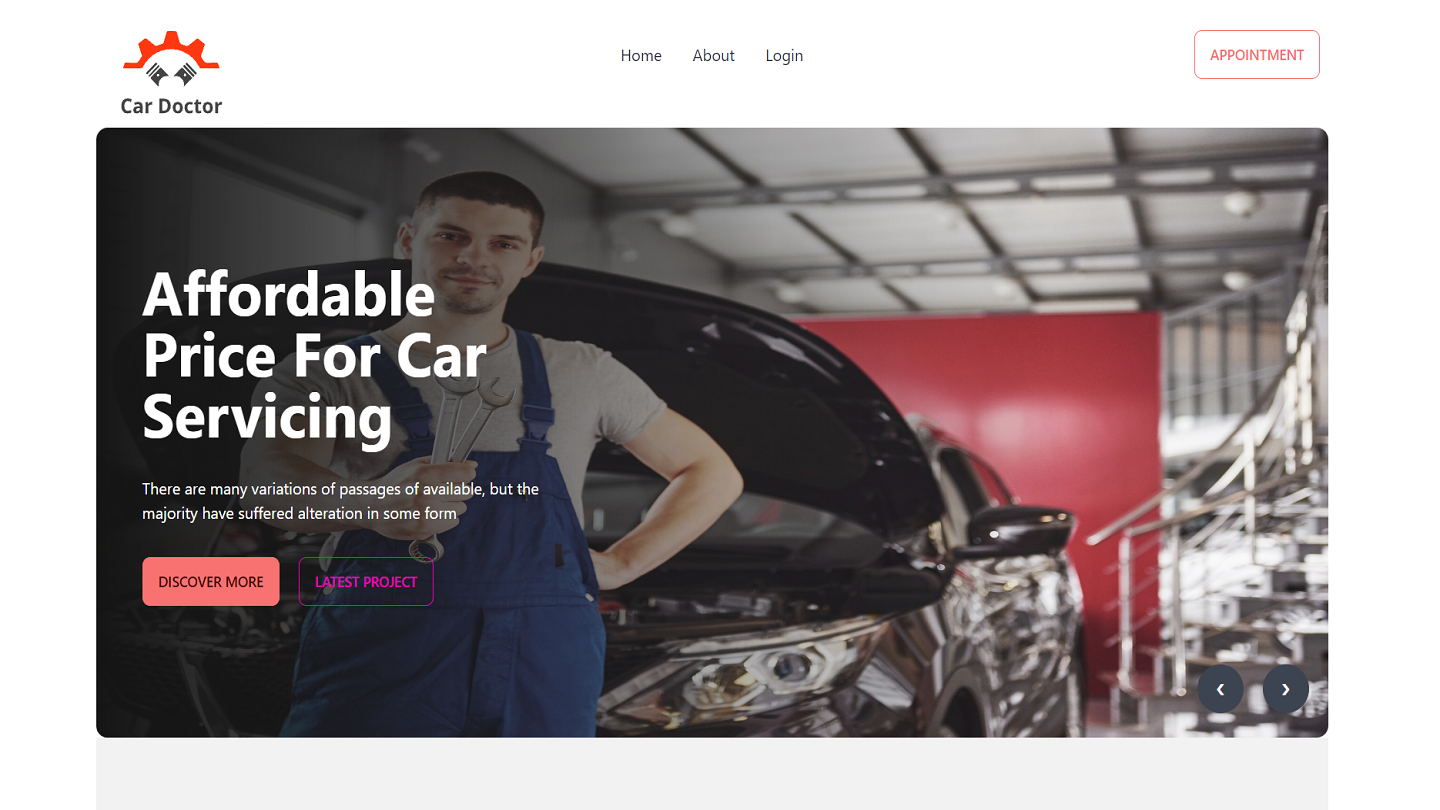 Car Doctor
Home About Login
APPOINTMENT
Affordable
Price For Car
Servicing
There are many variations of passages of available, but the
majority have suffered alteration in some form
DISCOVER MORE
LATEST PROJECT
❮ ❯